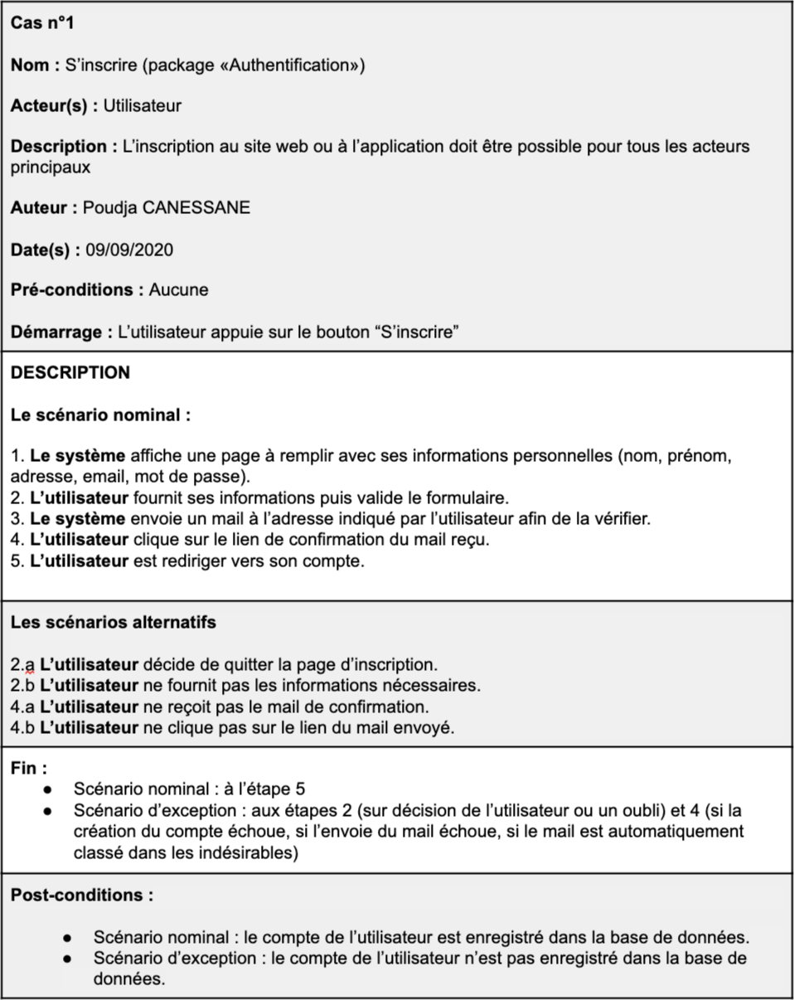 Cas n°1
Nom : S’inscrire (package «Authentification»)
Acteur(s) : Utilisateur
Description : L’inscription au site web ou à l’application doit être possible pour tous les acteurs
principaux
Auteur : Poudja CANESSANE
Date(s) : 09/09/2020
Pré-conditions : Aucune
Démarrage : L’utilisateur appuie sur le bouton “S’inscrire”
DESCRIPTION
Le scénario nominal :
1. Le système affiche une page à remplir avec ses informations personnelles (nom, prénom,
adresse, email, mot de passe).
2. L’utilisateur fournit ses informations puis valide le formulaire.
3. Le système envoie un mail à l’adresse indiqué par l’utilisateur afin de la vérifier.
4. L’utilisateur clique sur le lien de confirmation du mail reçu.
5. L’utilisateur est rediriger vers son compte.
Les scénarios alternatifs
2.a L’utilisateur décide de quitter la page d’inscription.
2.b L’utilisateur ne fournit pas les informations nécessaires.
4.a L’utilisateur ne reçoit pas le mail de confirmation.
4.b L’utilisateur ne clique pas sur le lien du mail envoyé.
Fin :
● Scénario nominal : à l’étape 5
● Scénario d’exception : aux étapes 2 (sur décision de l’utilisateur ou un oubli) et 4 (si la
création du compte échoue, si l’envoie du mail échoue, si le mail est automatiquement
classé dans les indésirables)
Post-conditions :
● Scénario nominal : le compte de l’utilisateur est enregistré dans la base de données.
● Scénario d’exception : le compte de l’utilisateur n’est pas enregistré dans la base de
données.